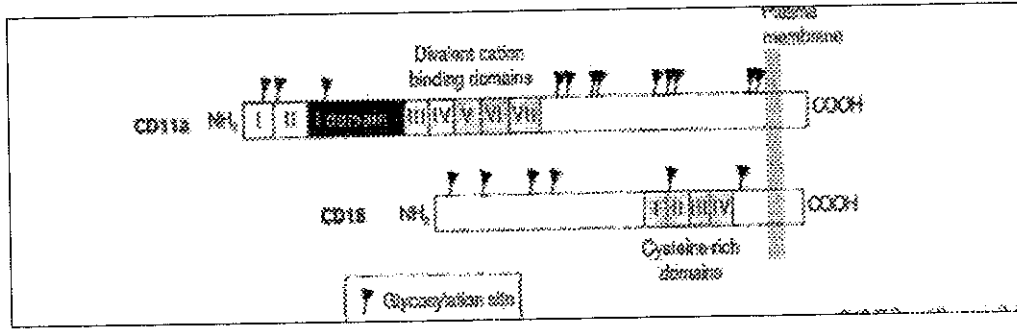 Plasma
membrane
Divalent cation
binding domains
CD11a NH₂ I II I domain III IV V VI VII COOH
CD18 NH₂ I II III IV COOH
Cysteine-rich
domains
Glycosylation site